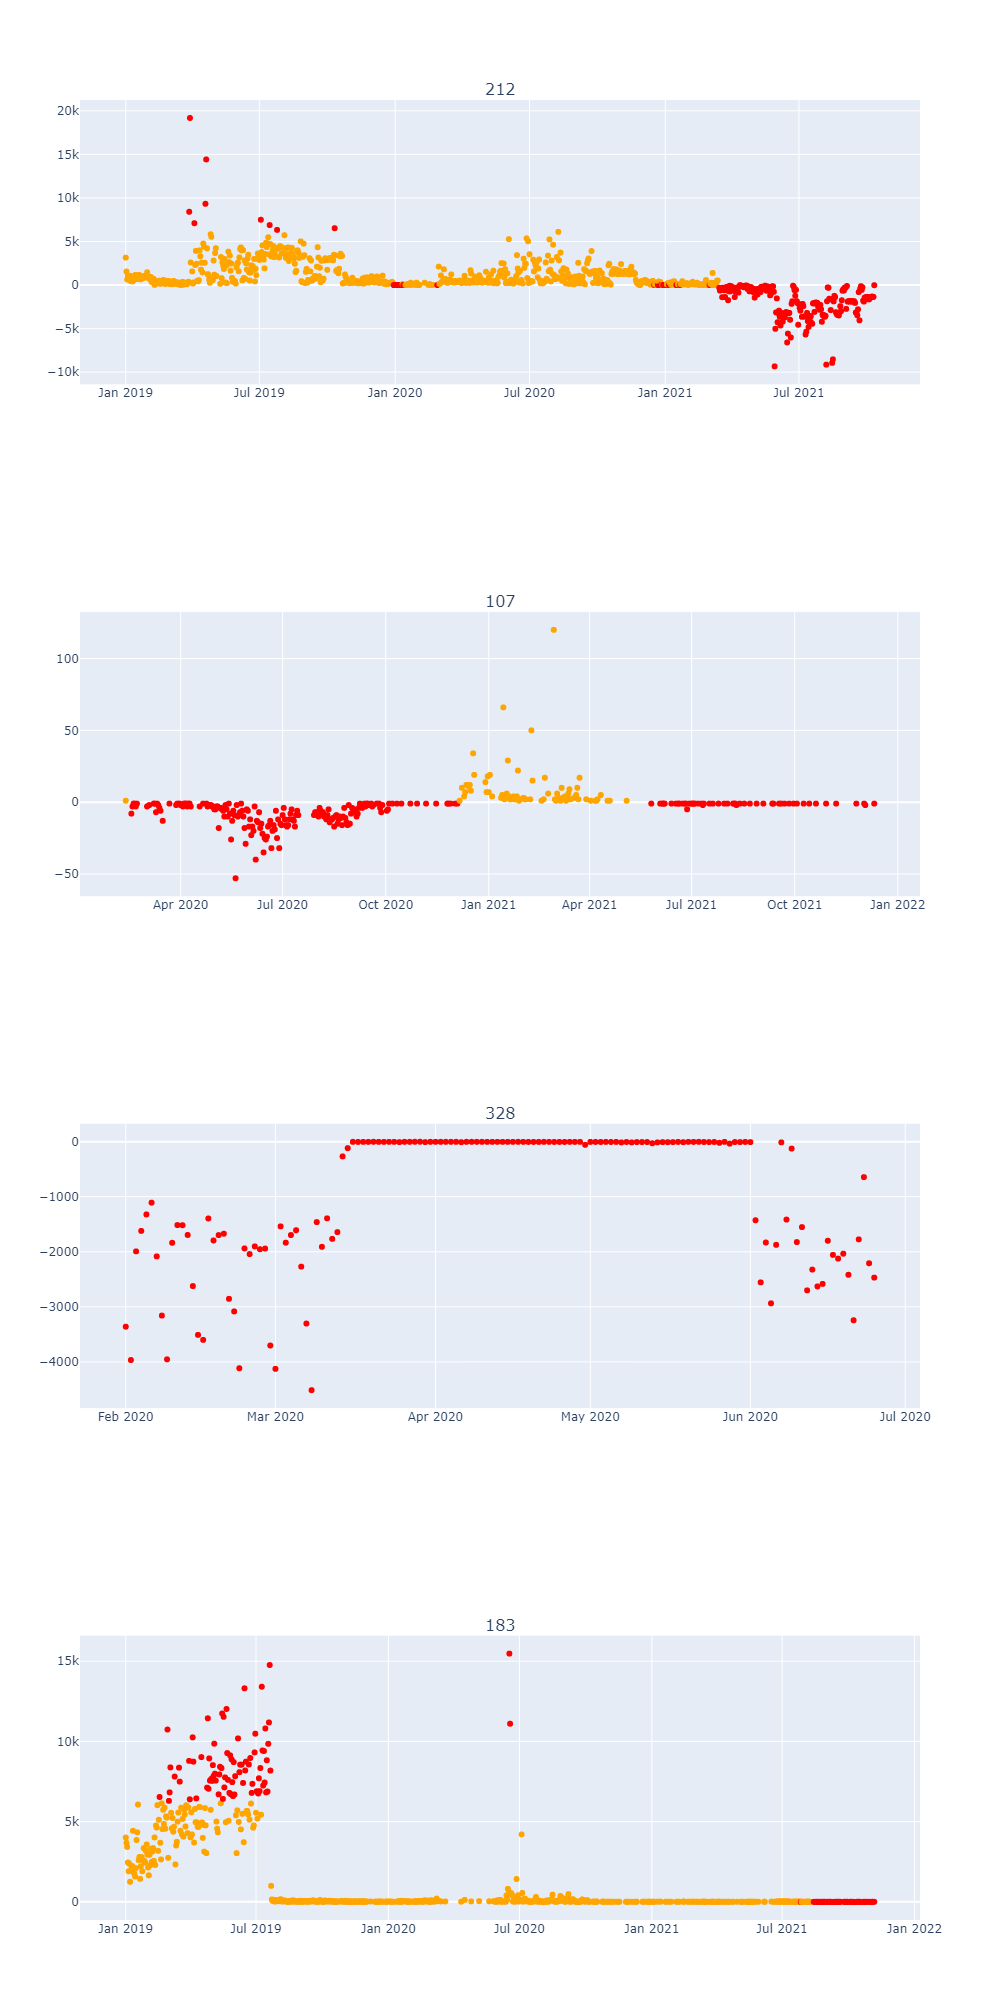 212
20k
15k
10k
5k
0
−5k
−10k
Jan 2019 Jul 2019 Jan 2020 Jul 2020 Jan 2021 Jul 2021
107
100
50
0
−50
Apr 2020 Jul 2020 Oct 2020 Jan 2021 Apr 2021 Jul 2021 Oct 2021 Jan 2022
328
0
−1000
−2000
−3000
−4000
Feb 2020 Mar 2020 Apr 2020 May 2020 Jun 2020 Jul 2020
183
15k
10k
5k
0
Jan 2019 Jul 2019 Jan 2020 Jul 2020 Jan 2021 Jul 2021 Jan 2022